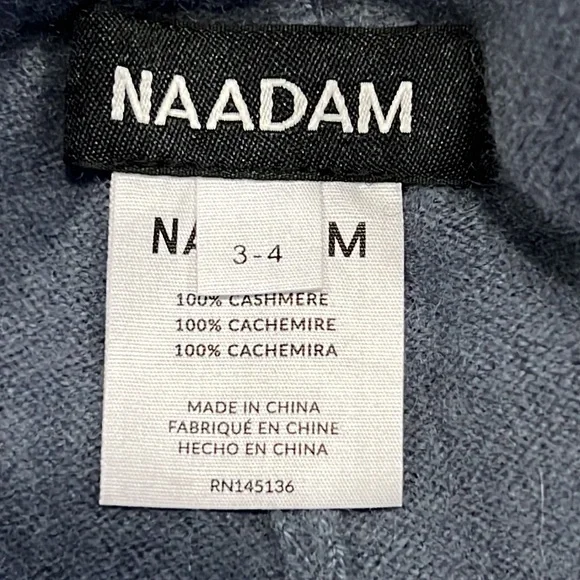 NAADAM
NA M
3-4
100% CASHMERE
100% CACHEMIRE
100% CACHEMIRA
MADE IN CHINA
FABRIQUÉ EN CHINE
HECHO EN CHINA
RN145136